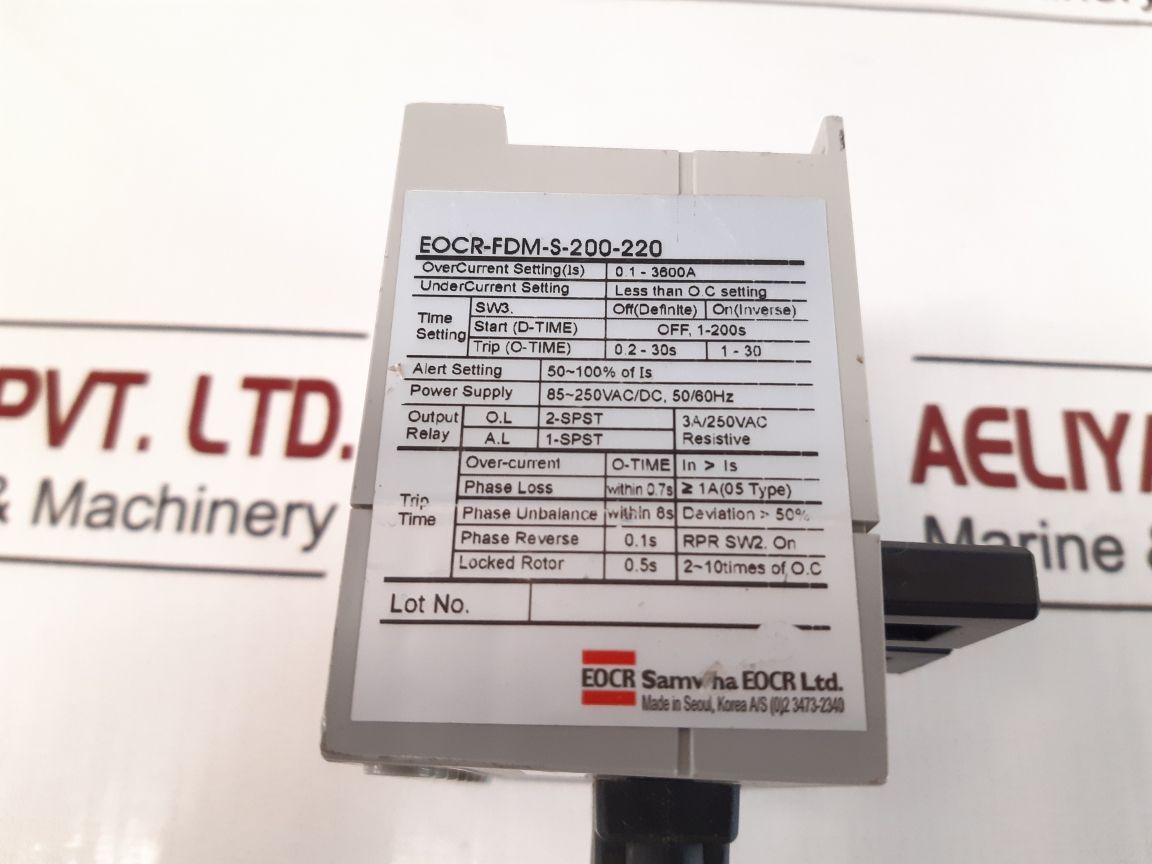 EOCR-FDM-S-200-220
OverCurrent Setting(Is) 0.1 - 3600A
UnderCurrent Setting Less than O.C setting
Time Setting SW3. Off(Definite) On(Inverse)
Start (D-TIME) OFF, 1-200s
Trip (O-TIME) 0.2 - 30s 1 - 30
Alert Setting 50~100% of Is
Power Supply 85~250VAC/DC, 50/60Hz
Output Relay O.L 2-SPST 3A/250VAC
A.L 1-SPST Resistive
Trip Time Over-current O-TIME In > Is
Phase Loss within 0.7s ≥ 1A(05 Type)
Phase Unbalance within 8s Deviation > 50%
Phase Reverse 0.1s RPR SW2. On
Locked Rotor 0.5s 2~10times of O.C
Lot No.
EOCR Samwha EOCR Ltd.
Made in Seoul, Korea A/S (0)2 3473-2340
PVT. LTD.
& Machinery
AELIYA
Marine &